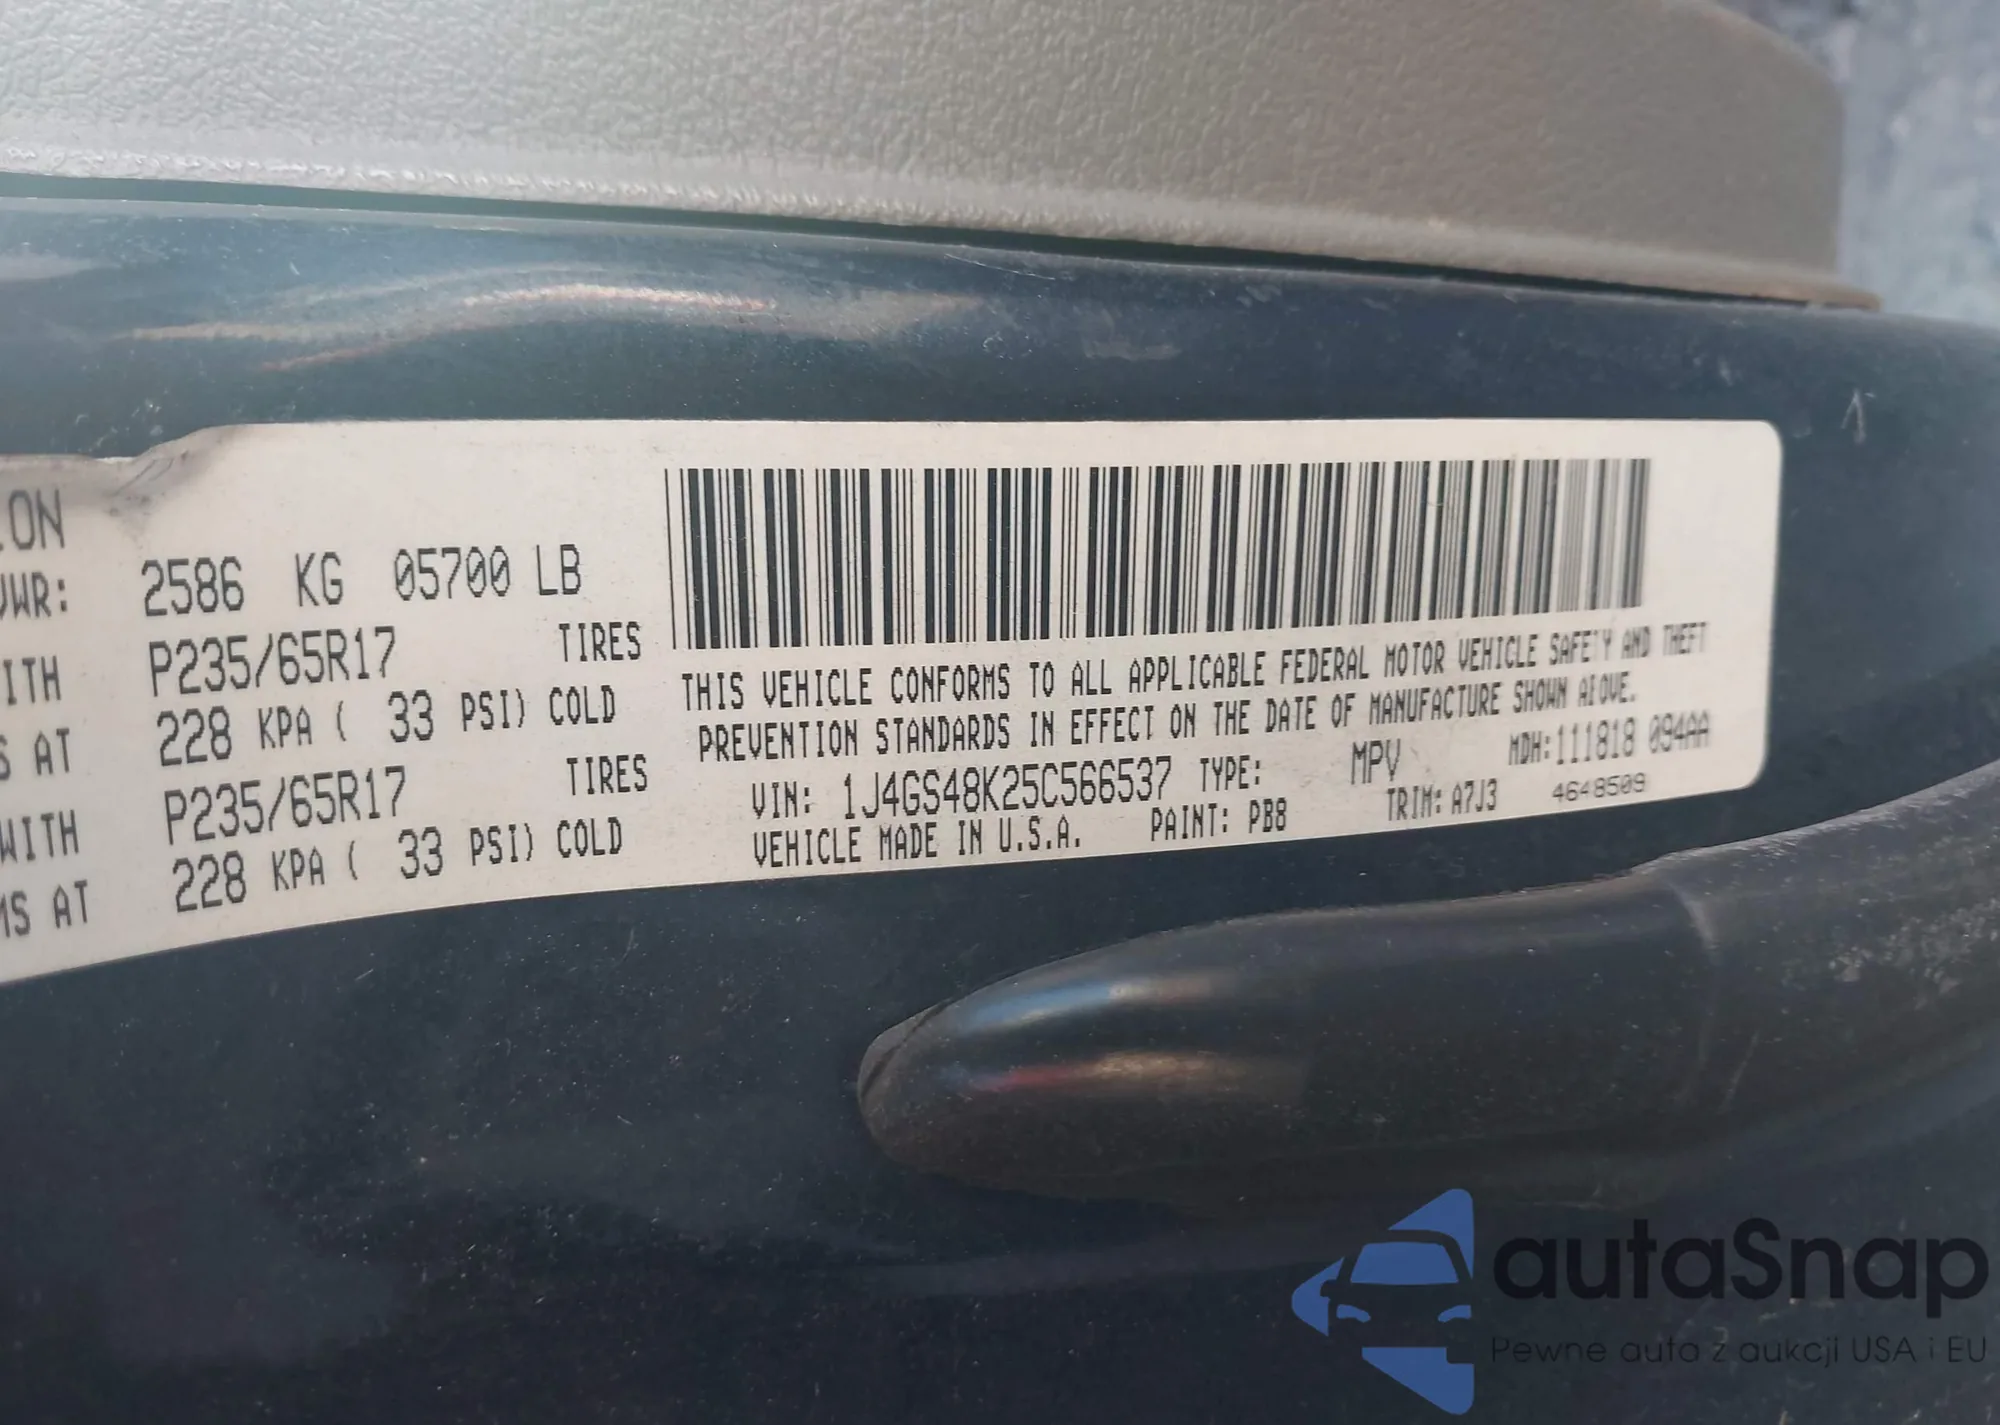 ION
VWR: 2586 KG 05700 LB
ITH P235/65R17 TIRES
S AT 228 KPA ( 33 PSI) COLD
WITH P235/65R17 TIRES
MS AT 228 KPA ( 33 PSI) COLD
THIS VEHICLE CONFORMS TO ALL APPLICABLE FEDERAL MOTOR VEHICLE SAFETY AND THEFT
PREVENTION STANDARDS IN EFFECT ON THE DATE OF MANUFACTURE SHOWN ABOVE.
VIN: 1J4GS48K25C566537 TYPE: MPV MDH:111818 094AA
VEHICLE MADE IN U.S.A. PAINT: PB8 TRIM: A7J3 4648509
autaSnap
Pewne auta z aukcji USA i EU